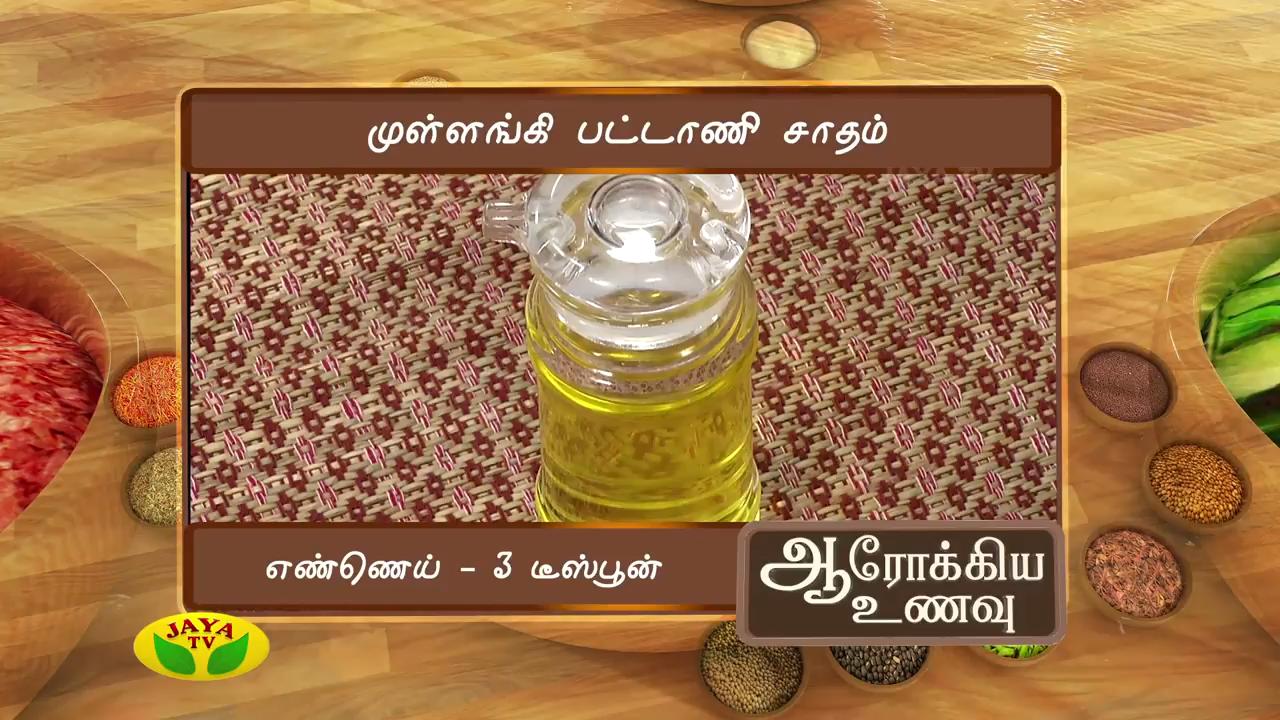 முள்ளங்கி பட்டாணி சாதம்
எண்ணெய் - 3 டீஸ்பூன்
ஆரோக்கிய
உணவு
JAYA
TV